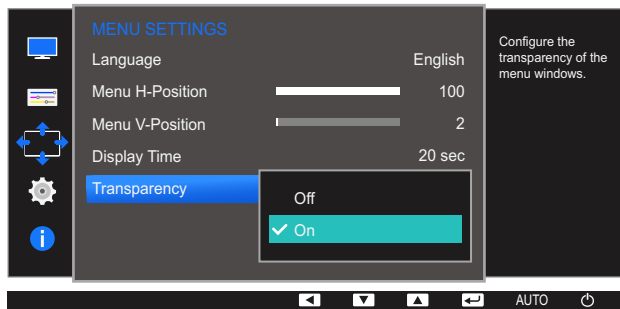 MENU SETTINGS
Language English
Menu H-Position 100
Menu V-Position 2
Display Time 20 sec
Transparency
Off
On
Configure the
transparency of the
menu windows.
AUTO